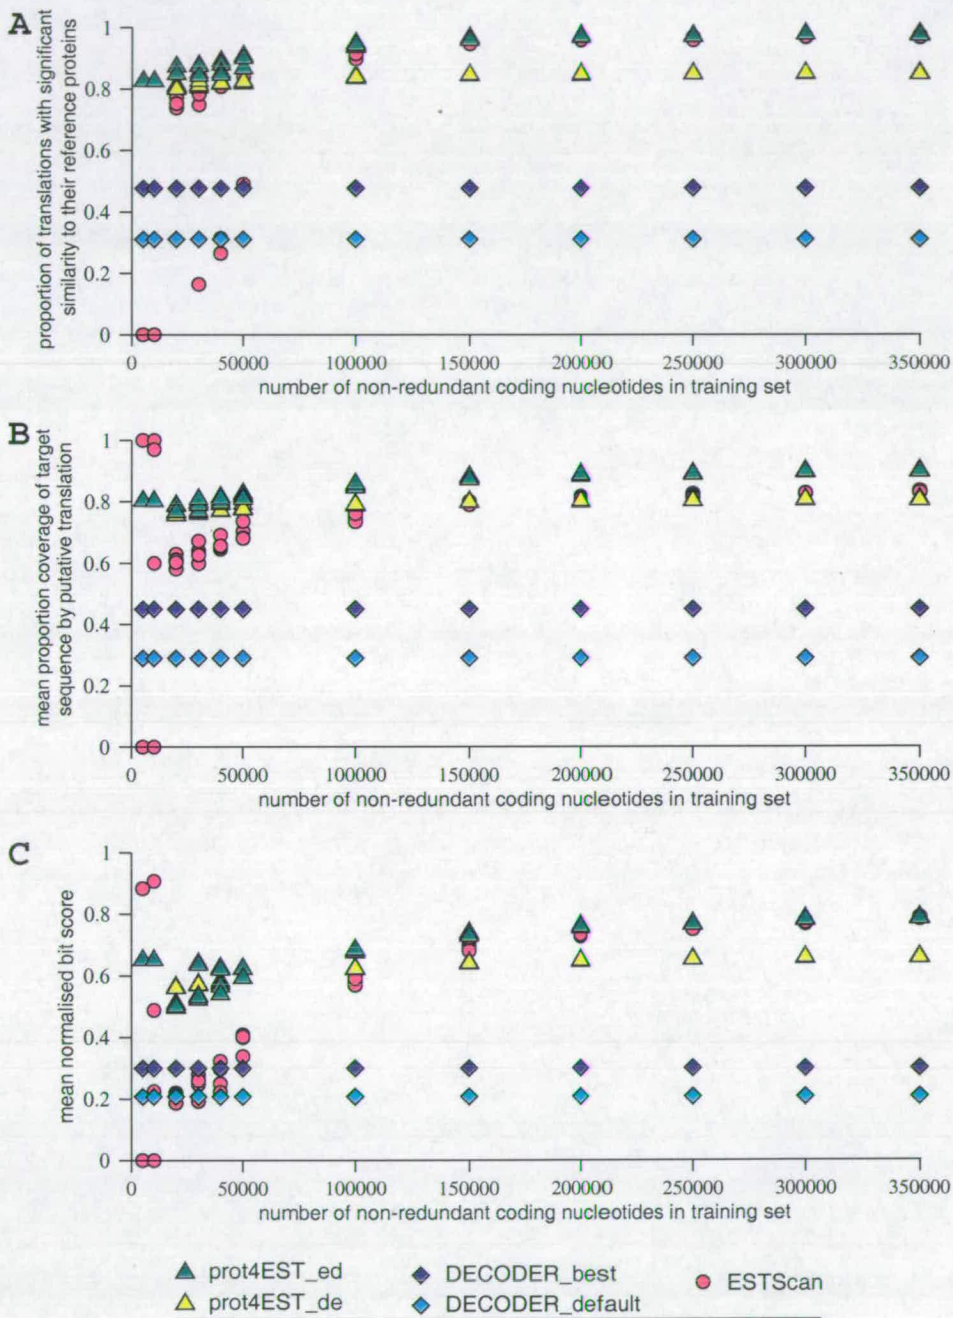 A
proportion of translations with significant
similarity to their reference proteins
1
0.8
0.6
0.4
0.2
0
0 50000 100000 150000 200000 250000 300000 350000
number of non-redundant coding nucleotides in training set
B
mean proportion coverage of target
sequence by putative translation
1
0.8
0.6
0.4
0.2
0
0 50000 100000 150000 200000 250000 300000 350000
number of non-redundant coding nucleotides in training set
C
mean normalised bit score
1
0.8
0.6
0.4
0.2
0
0 50000 100000 150000 200000 250000 300000 350000
number of non-redundant coding nucleotides in training set
prot4EST_ed DECODER_best ESTScan
prot4EST_de DECODER_default